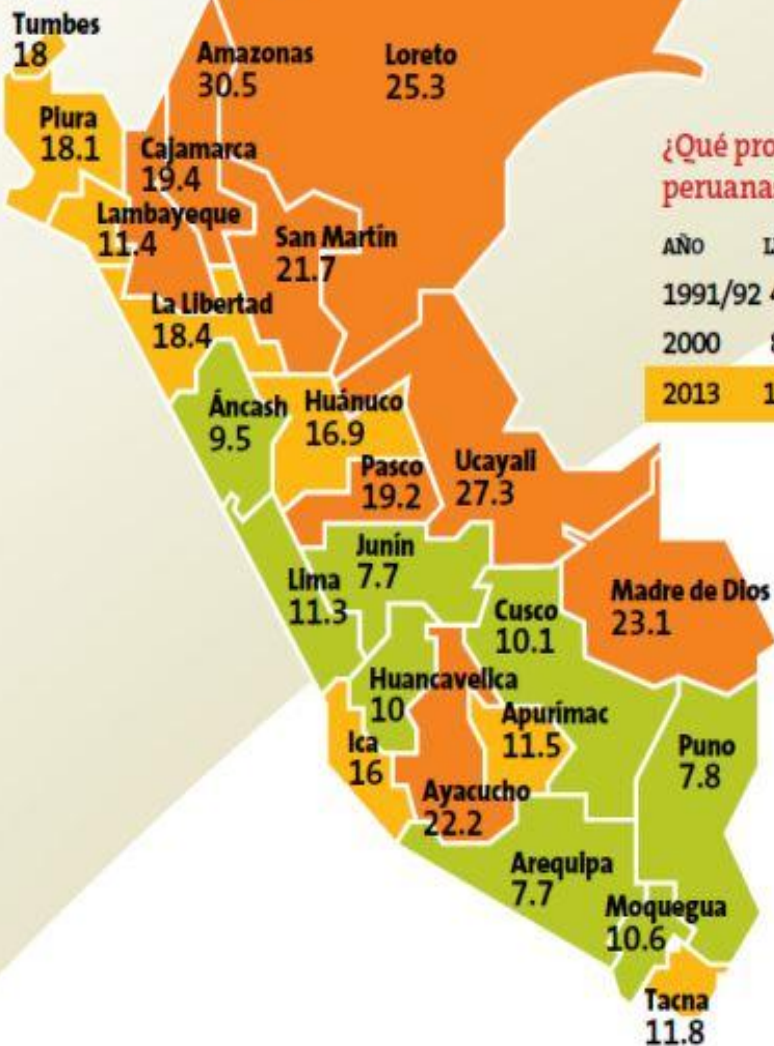 Tumbes
18
Amazonas
30.5
Loreto
25.3
Piura
18.1
Cajamarca
19.4
Lambayeque
11.4
San Martín
21.7
La Libertad
18.4
Áncash
9.5
Huánuco
16.9
Pasco
19.2
Ucayali
27.3
Junín
7.7
Lima
11.3
Cusco
10.1
Madre de Dios
23.1
Huancavelica
10
Apurímac
11.5
Ica
16
Puno
7.8
Ayacucho
22.2
Arequipa
7.7
Moquegua
10.6
Tacna
11.8
¿Qué
peruana
AÑO
1991/92
2000
2013